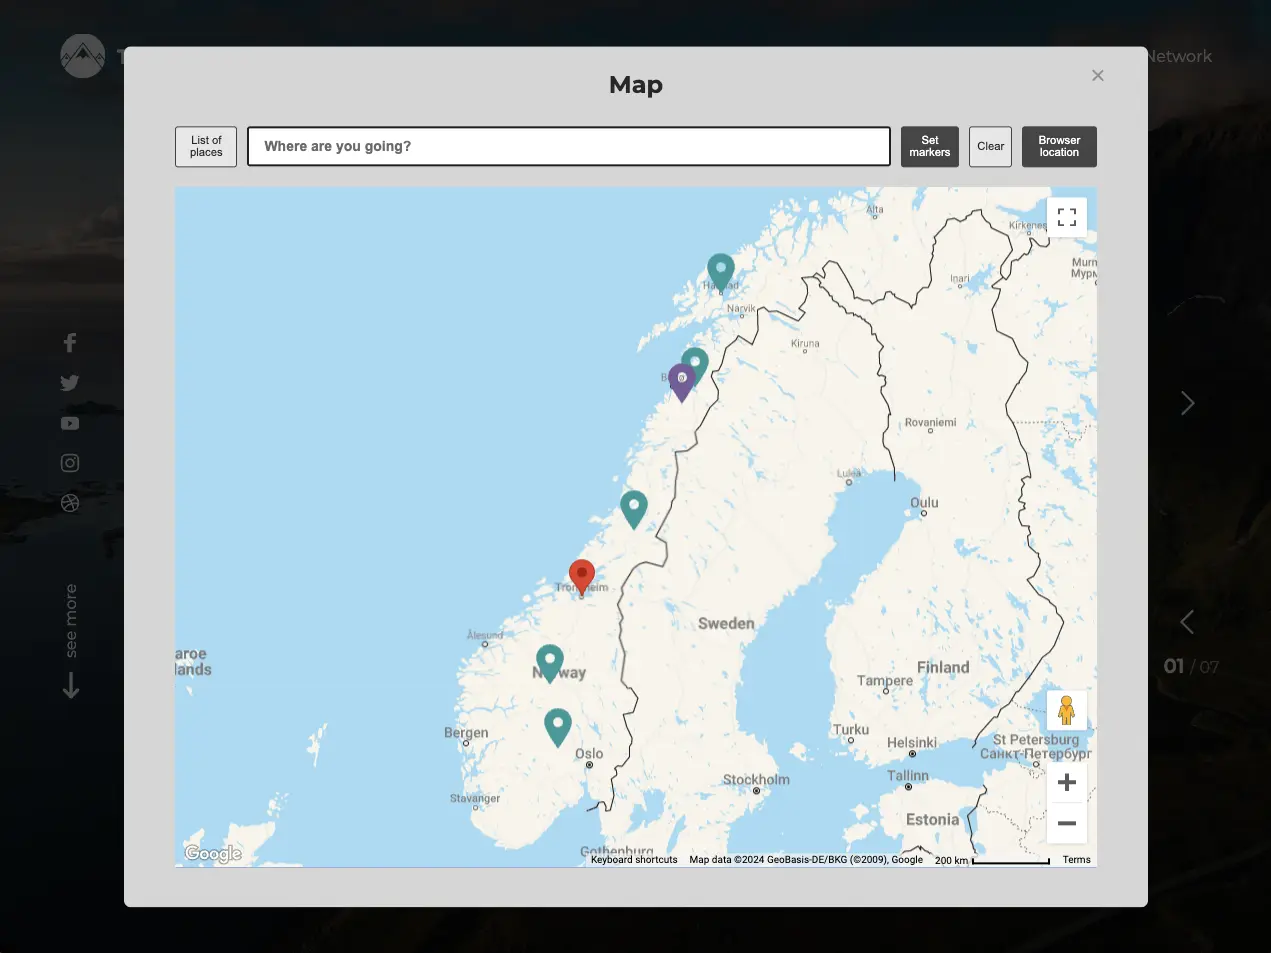 Map
×
Network
List of
places
Where are you going?
Set
markers
Clear
Browser
location
Alta
Kirkenes
Murm
Мурм
Inari
Narvik
Kiruna
Rovaniemi
Luleå
Oulu
Trondheim
Ålesund
Sweden
aroe
lands
Norway
Finland
Tampere
Bergen
Turku
Helsinki
St Petersburg
Санкт-Петербург
Oslo
Stockholm
Tallinn
Stavanger
Estonia
Gothenburg
Google
Keyboard shortcuts
Map data ©2024 GeoBasis-DE/BKG (©2009), Google
200 km
Terms
see more
01 / 07